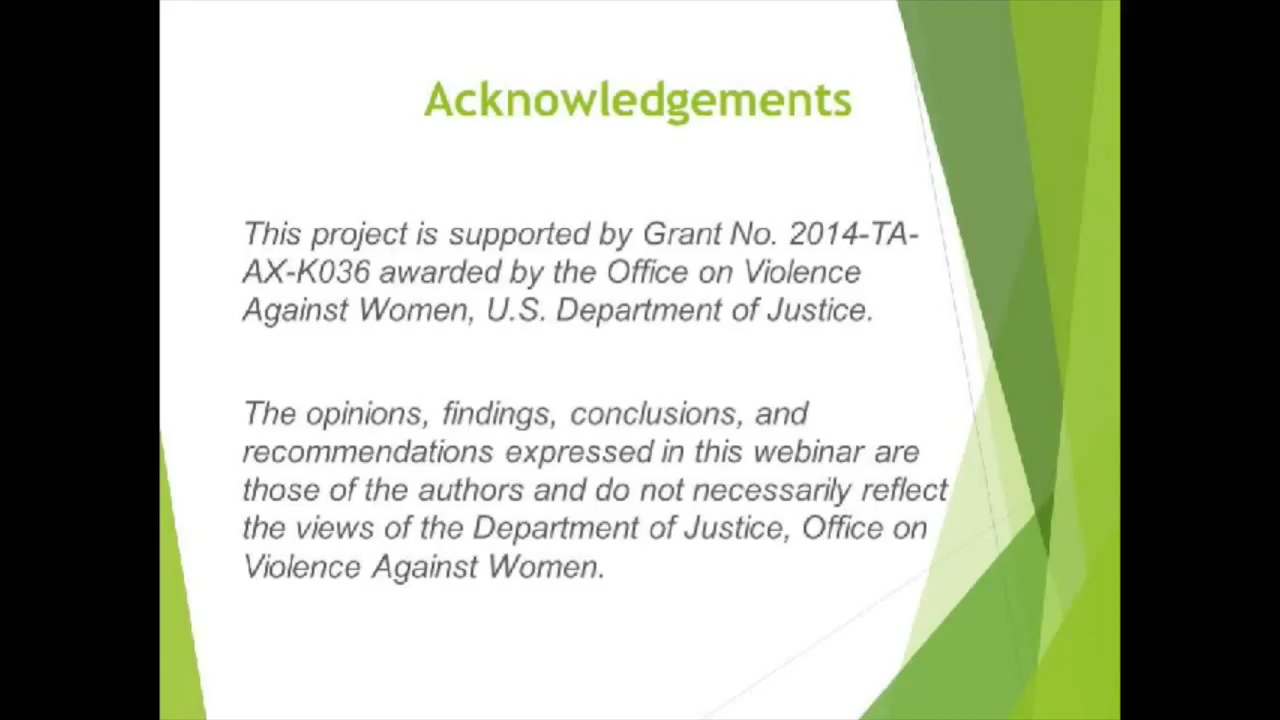 Acknowledgements
This project is supported by Grant No. 2014-TA-
AX-K036 awarded by the Office on Violence
Against Women, U.S. Department of Justice.
The opinions, findings, conclusions, and
recommendations expressed in this webinar are
those of the authors and do not necessarily reflect
the views of the Department of Justice, Office on
Violence Against Women.